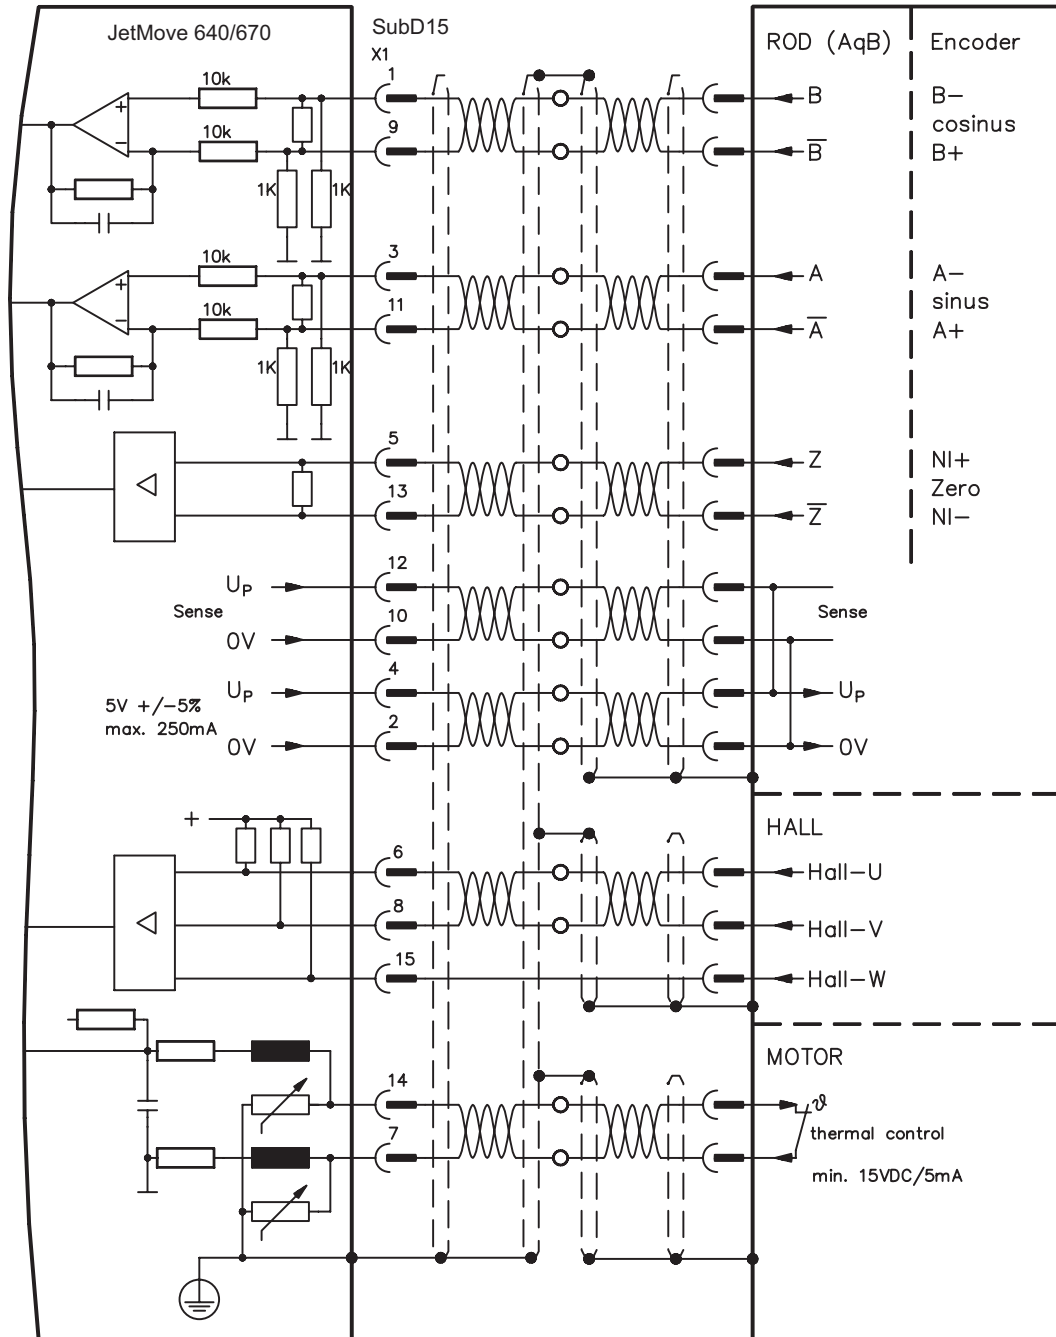 JetMove 640/670
SubD15
X1
ROD (AqB)
Encoder
10k
1
B
B−
cosinus
10k
9
B̅
B+
1K
1K
10k
3
A
A−
sinus
10k
11
A̅
A+
1K
1K
5
Z
NI+
Zero
13
Z̅
NI−
UP
12
Sense
Sense
0V
10
UP
4
UP
5V +/−5%
max. 250mA
0V
2
0V
+
HALL
6
Hall−U
8
Hall−V
15
Hall−W
MOTOR
14
ϑ
thermal control
7
min. 15VDC/5mA